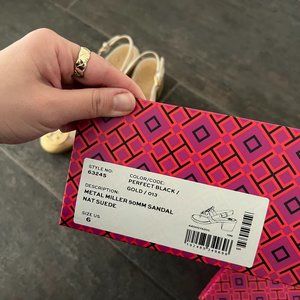 STYLE NO:
63245
COLOR/CODE:
PERFECT BLACK /
GOLD / 013
DESCRIPTION:
METAL MILLER 50MM SANDAL
NAT SUEDE
SIZE US
6